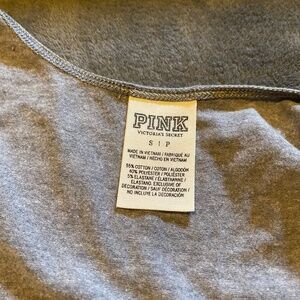 PINK
VICTORIA'S SECRET
S | P
MADE IN VIETNAM / FABRIQUÉ AU
VIETNAM / HECHO EN VIETNAM
55% COTTON / COTON / ALGODÓN
40% POLYESTER / POLIÉSTER
5% ELASTANE / ÉLASTHANNE /
ELASTANO. EXCLUSIVE OF
DECORATION / SAUF DÉCORATION /
NO INCLUYE LA DECORACIÓN